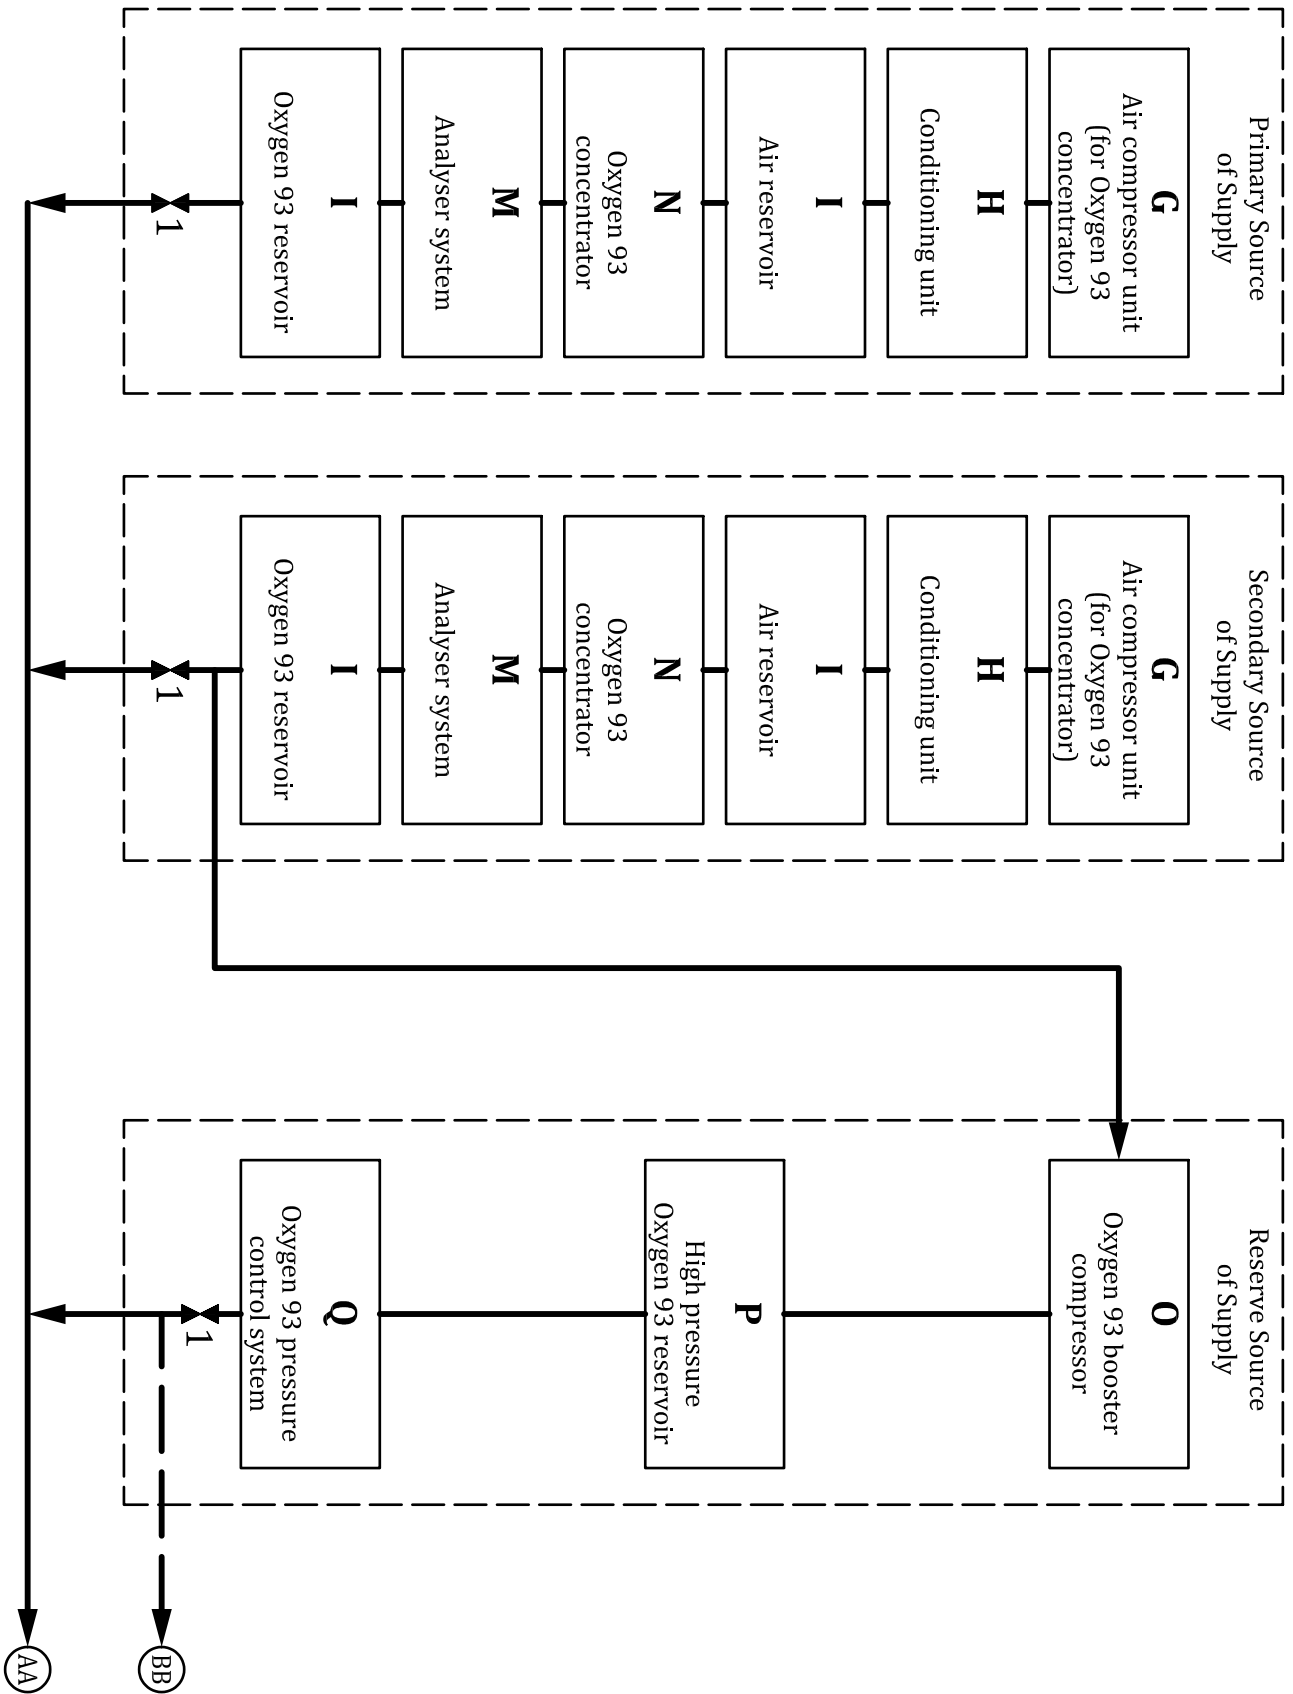 Primary Source
of Supply
G
Air compressor unit
(for Oxygen 93
concentrator)
H
Conditioning unit
I
Air reservoir
N
Oxygen 93
concentrator
M
Analyser system
I
Oxygen 93 reservoir
1
Secondary Source
of Supply
G
Air compressor unit
(for Oxygen 93
concentrator)
H
Conditioning unit
I
Air reservoir
N
Oxygen 93
concentrator
M
Analyser system
I
Oxygen 93 reservoir
1
Reserve Source
of Supply
O
Oxygen 93 booster
compressor
P
High pressure
Oxygen 93 reservoir
Q
Oxygen 93 pressure
control system
1
BB
AA